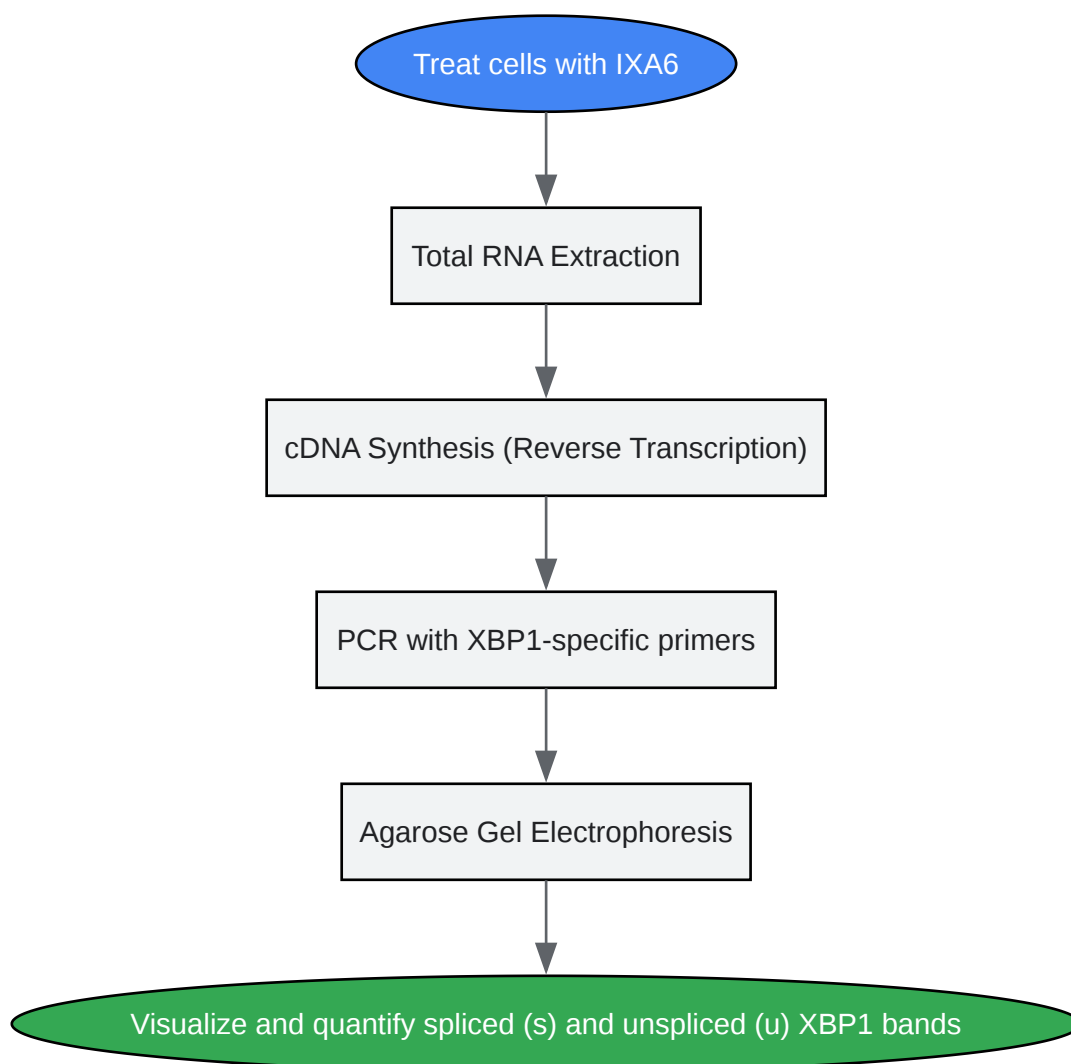 Treat cells with IXA6
Total RNA Extraction
cDNA Synthesis (Reverse Transcription)
PCR with XBP1-specific primers
Agarose Gel Electrophoresis
Visualize and quantify spliced (s) and unspliced (u) XBP1 bands